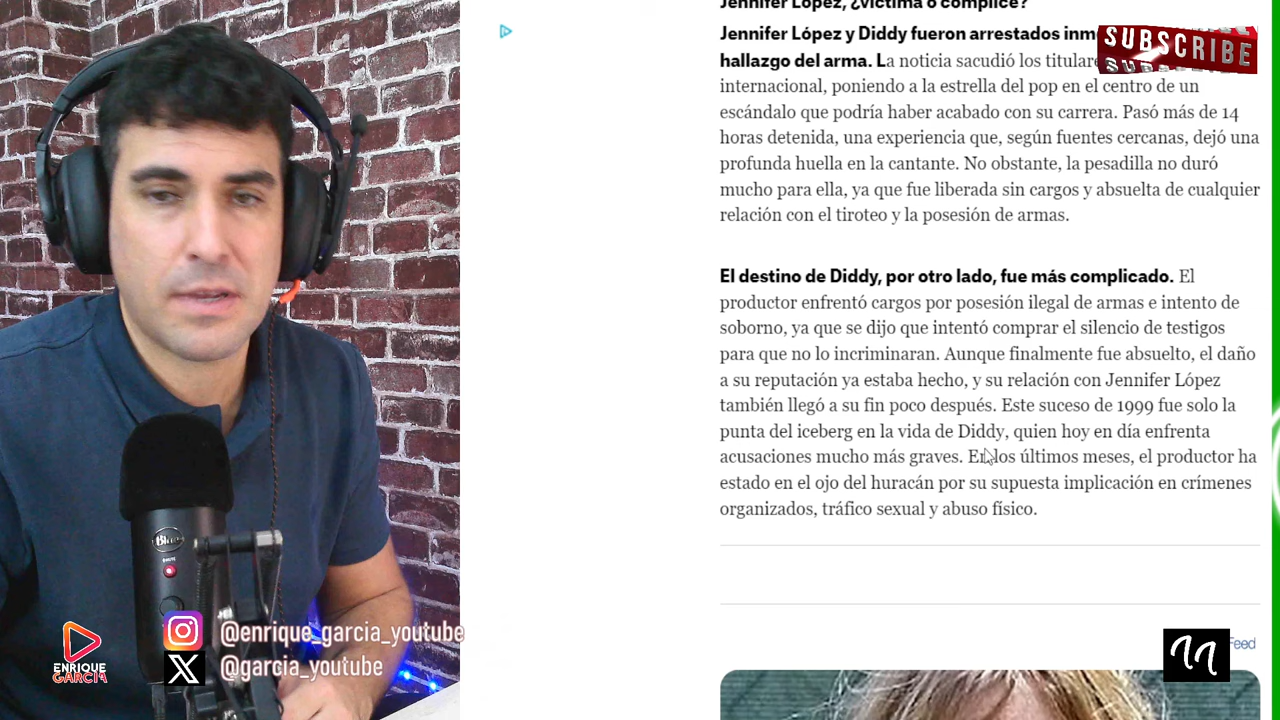 Jennifer López, ¿víctima o cómplice?
Jennifer López y Diddy fueron arrestados
hallazgo del arma. La noticia sacudió los
internacional, poniendo a la estrella del pop en el centro de un
escándalo que podría haber acabado con su carrera. Pasó más de 14
horas detenida, una experiencia que, según fuentes cercanas, dejó una
profunda huella en la cantante. No obstante, la pesadilla no duró
mucho para ella, ya que fue liberada sin cargos y absuelta de cualquier
relación con el tiroteo y la posesión de armas.
El destino de Diddy, por otro lado, fue más complicado. El
productor enfrentó cargos por posesión ilegal de armas e intento de
soborno, ya que se dijo que intentó comprar el silencio de testigos
para que no lo incriminaran. Aunque finalmente fue absuelto, el daño
a su reputación ya estaba hecho, y su relación con Jennifer López
también llegó a su fin poco después. Este suceso de 1999 fue solo la
punta del iceberg en la vida de Diddy, quien hoy en día enfrenta
acusaciones mucho más graves. En los últimos meses, el productor ha
estado en el ojo del huracán por su supuesta implicación en crímenes
organizados, tráfico sexual y abuso físico.
Feed
SUBSCRIBE
Blue
MUTE
ENRIQUE
GARCIA
@enrique_garcia_youtube
@garcia_youtube